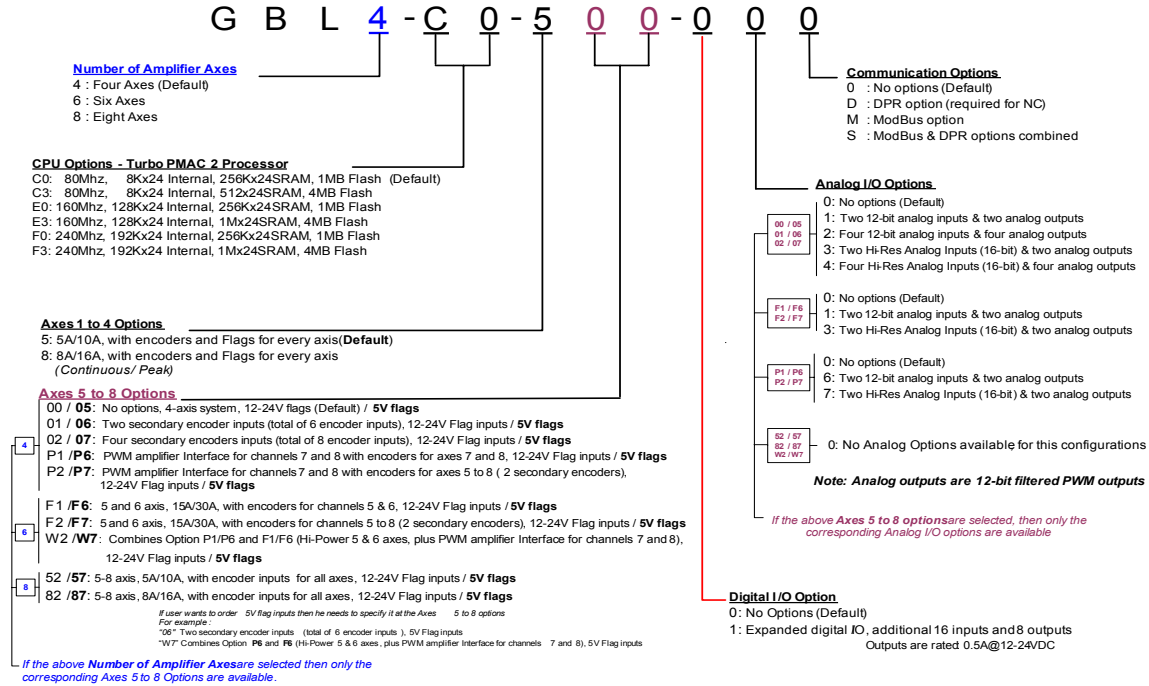 G B L 4 - C 0 - 5 0 0 - 0 0 0
Number of Amplifier Axes
4 : Four Axes (Default)
6 : Six Axes
8 : Eight Axes
CPU Options - Turbo PMAC 2 Processor
C0: 80Mhz, 8Kx24 Internal, 256Kx24SRAM, 1MB Flash (Default)
C3: 80Mhz, 8Kx24 Internal, 512x24SRAM, 4MB Flash
E0: 160Mhz, 128Kx24 Internal, 256Kx24SRAM, 1MB Flash
E3: 160Mhz, 128Kx24 Internal, 1Mx24SRAM, 4MB Flash
F0: 240Mhz, 192Kx24 Internal, 256Kx24SRAM, 1MB Flash
F3: 240Mhz, 192Kx24 Internal, 1Mx24SRAM, 4MB Flash
Axes 1 to 4 Options
5: 5A/10A, with encoders and Flags for every axis(Default)
8: 8A/16A, with encoders and Flags for every axis
(Continuous/ Peak)
Axes 5 to 8 Options
4
00 / 05: No options, 4-axis system, 12-24V flags (Default) / 5V flags
01 / 06: Two secondary encoder inputs (total of 6 encoder inputs), 12-24V Flag inputs / 5V flags
02 / 07: Four secondary encoders inputs (total of 8 encoder inputs), 12-24V Flag inputs / 5V flags
P1 /P6: PWM amplifier Interface for channels 7 and 8 with encoders for axes 7 and 8, 12-24V Flag inputs / 5V flags
P2 /P7: PWM amplifier Interface for channels 7 and 8 with encoders for axes 5 to 8 ( 2 secondary encoders),
12-24V Flag inputs / 5V flags
6
F1 /F6: 5 and 6 axis, 15A/30A, with encoders for channels 5 & 6, 12-24V Flag inputs / 5V flags
F2 /F7: 5 and 6 axis, 15A/30A, with encoders for channels 5 to 8 (2 secondary encoders), 12-24V Flag inputs / 5V flags
W2 /W7: Combines Option P1/P6 and F1/F6 (Hi-Power 5 & 6 axes, plus PWM amplifier Interface for channels 7 and 8),
12-24V Flag inputs / 5V flags
8
52 /57: 5-8 axis, 5A/10A, with encoder inputs for all axes, 12-24V Flag inputs / 5V flags
82 /87: 5-8 axis, 8A/16A, with encoder inputs for all axes, 12-24V Flag inputs / 5V flags
If user wants to order 5V flag inputs then he needs to specify it at the Axes 5 to 8 options
For example :
"06" Two secondary encoder inputs (total of 6 encoder inputs ), 5V Flag inputs
"W7" Combines Option P6 and F6 (Hi-Power 5 & 6 axes, plus PWM amplifier Interface for channels 7 and 8), 5V Flag inputs
If the above Number of Amplifier Axes are selected then only the
corresponding Axes 5 to 8 Options are available.
Communication Options
0 : No options (Default)
D : DPR option (required for NC)
M : ModBus option
S : ModBus & DPR options combined
Analog I/O Options
00 / 05
01 / 06
02 / 07
0: No options (Default)
1: Two 12-bit analog inputs & two analog outputs
2: Four 12-bit analog inputs & four analog outputs
3: Two Hi-Res Analog Inputs (16-bit) & two analog outputs
4: Four Hi-Res Analog Inputs (16-bit) & four analog outputs
F1 / F6
F2 / F7
0: No options (Default)
1: Two 12-bit analog inputs & two analog outputs
3: Two Hi-Res Analog Inputs (16-bit) & two analog outputs
P1 / P6
P2 / P7
0: No options (Default)
6: Two 12-bit analog inputs & two analog outputs
7: Two Hi-Res Analog Inputs (16-bit) & two analog outputs
52 / 57
82 / 87
W2 / W7
0: No Analog Options available for this configurations
Note: Analog outputs are 12-bit filtered PWM outputs
If the above Axes 5 to 8 options are selected, then only the
corresponding Analog I/O options are available
Digital I/O Option
0: No Options (Default)
1: Expanded digital IO, additional 16 inputs and 8 outputs
Outputs are rated: 0.5A@12-24VDC